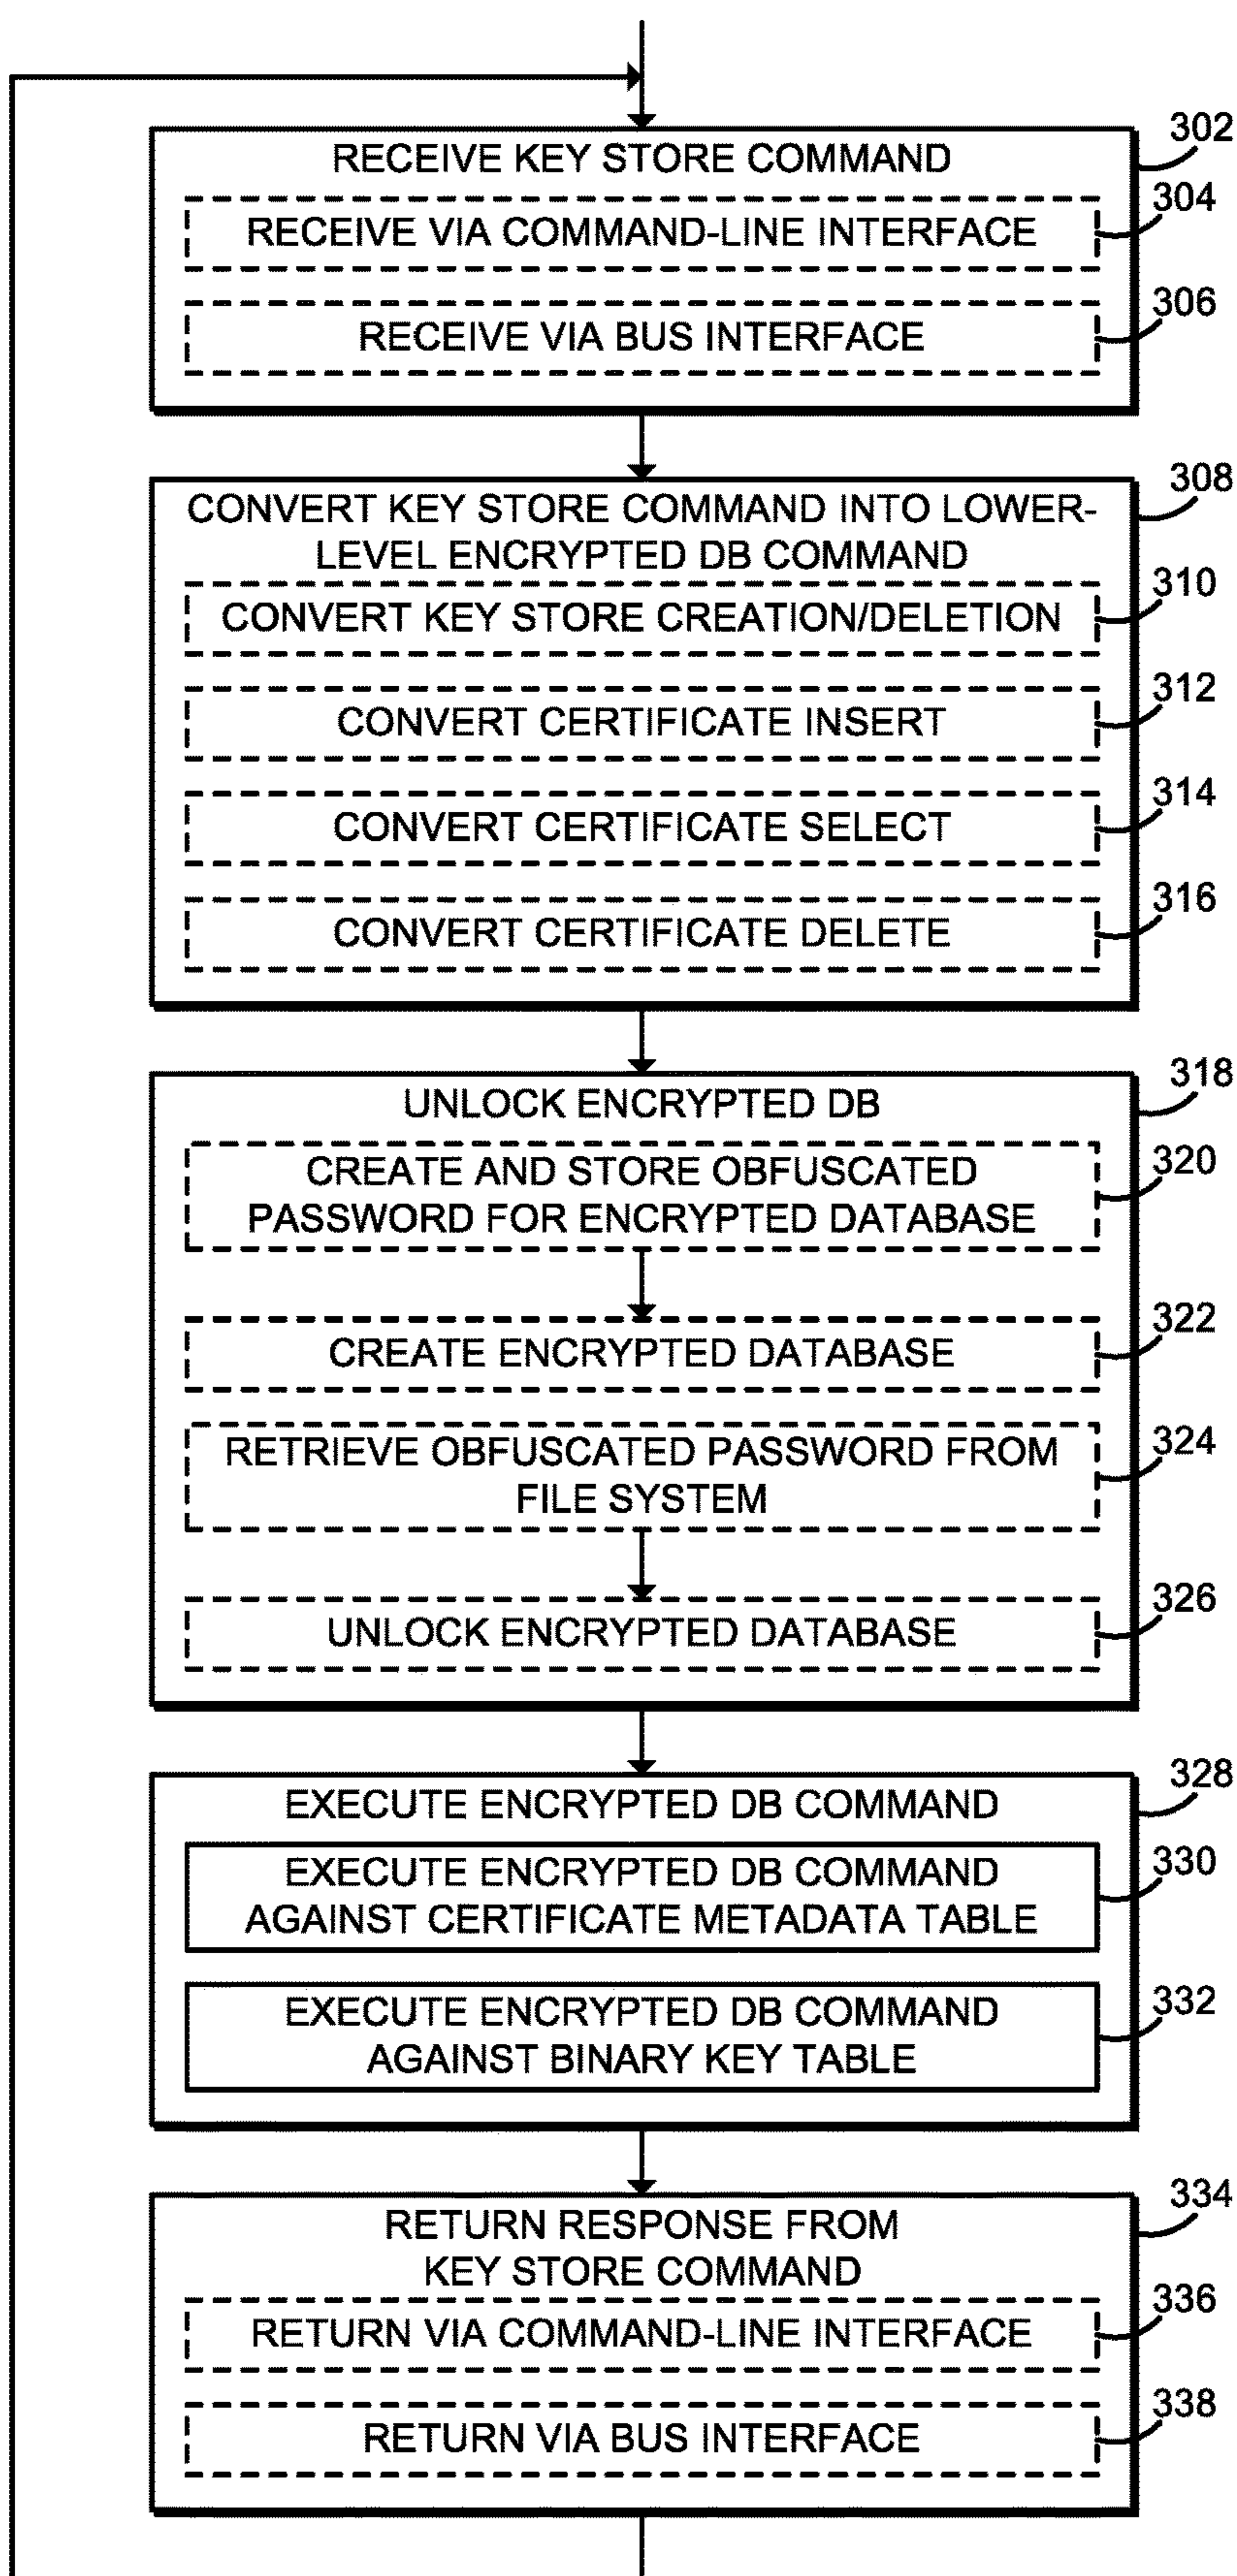 302
RECEIVE KEY STORE COMMAND
304
RECEIVE VIA COMMAND-LINE INTERFACE
306
RECEIVE VIA BUS INTERFACE
308
CONVERT KEY STORE COMMAND INTO LOWER-
LEVEL ENCRYPTED DB COMMAND
310
CONVERT KEY STORE CREATION/DELETION
312
CONVERT CERTIFICATE INSERT
314
CONVERT CERTIFICATE SELECT
316
CONVERT CERTIFICATE DELETE
318
UNLOCK ENCRYPTED DB
320
CREATE AND STORE OBFUSCATED
PASSWORD FOR ENCRYPTED DATABASE
322
CREATE ENCRYPTED DATABASE
324
RETRIEVE OBFUSCATED PASSWORD FROM
FILE SYSTEM
326
UNLOCK ENCRYPTED DATABASE
328
EXECUTE ENCRYPTED DB COMMAND
330
EXECUTE ENCRYPTED DB COMMAND
AGAINST CERTIFICATE METADATA TABLE
332
EXECUTE ENCRYPTED DB COMMAND
AGAINST BINARY KEY TABLE
334
RETURN RESPONSE FROM
KEY STORE COMMAND
336
RETURN VIA COMMAND-LINE INTERFACE
338
RETURN VIA BUS INTERFACE